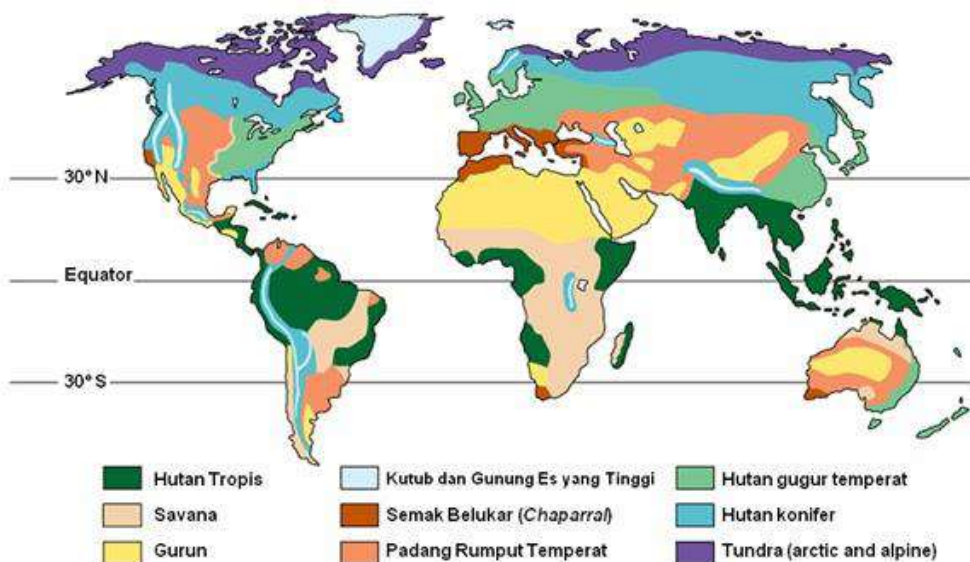 30°N
Equator
30°S
Hutan Tropis
Kutub dan Gunung Es yang Tinggi
Hutan gugur temperat
Savana
Semak Belukar (Chaparral)
Hutan konifer
Gurun
Padang Rumput Temperat
Tundra (arctic and alpine)